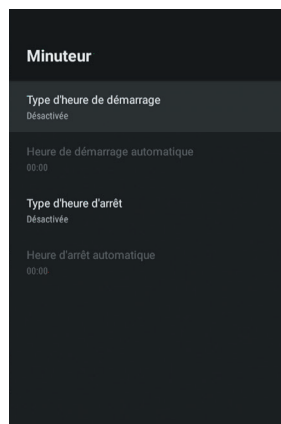 Minuteur
Type d'heure de démarrage
Désactivée
Heure de démarrage automatique
00:00
Type d'heure d'arrêt
Désactivée
Heure d'arrêt automatique
00:00